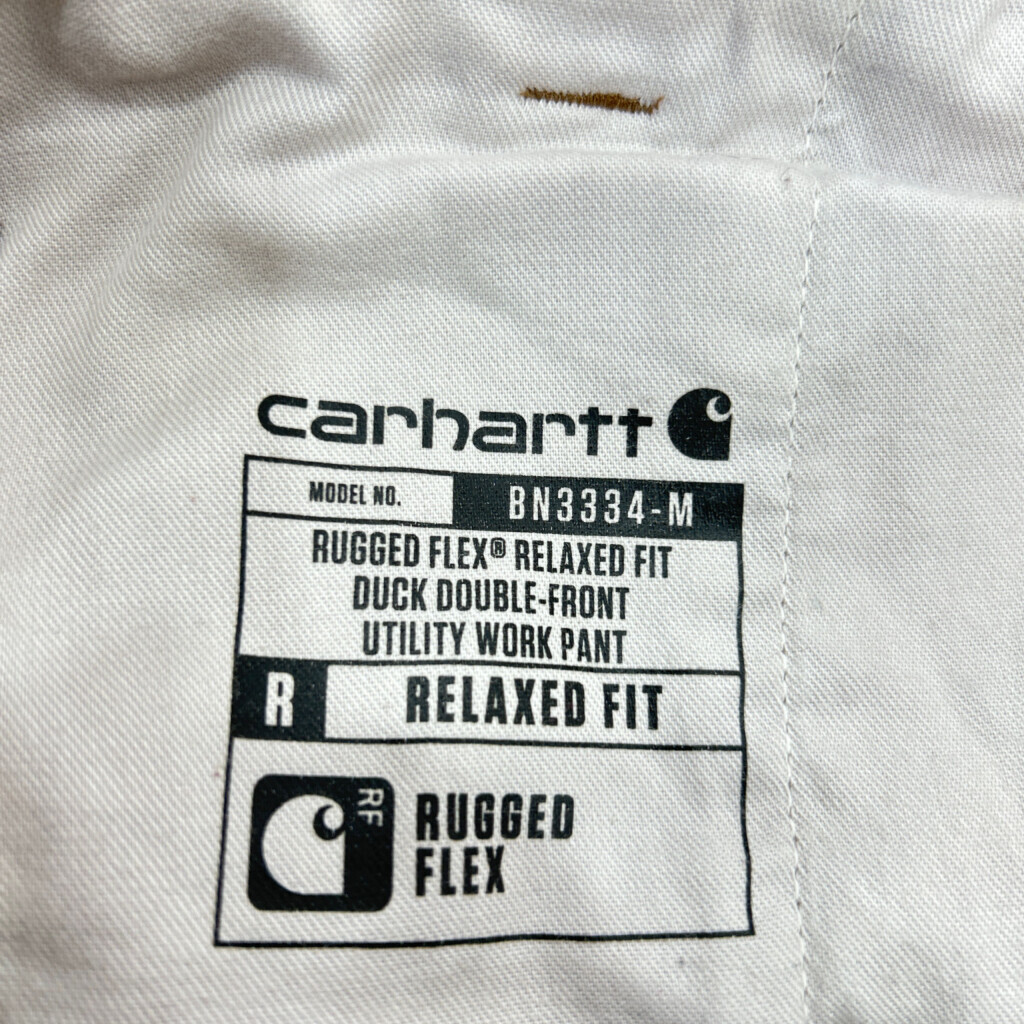 carhartt
MODEL NO. BN3334-M
RUGGED FLEX® RELAXED FIT
DUCK DOUBLE-FRONT
UTILITY WORK PANT
R RELAXED FIT
RF
RUGGED
FLEX